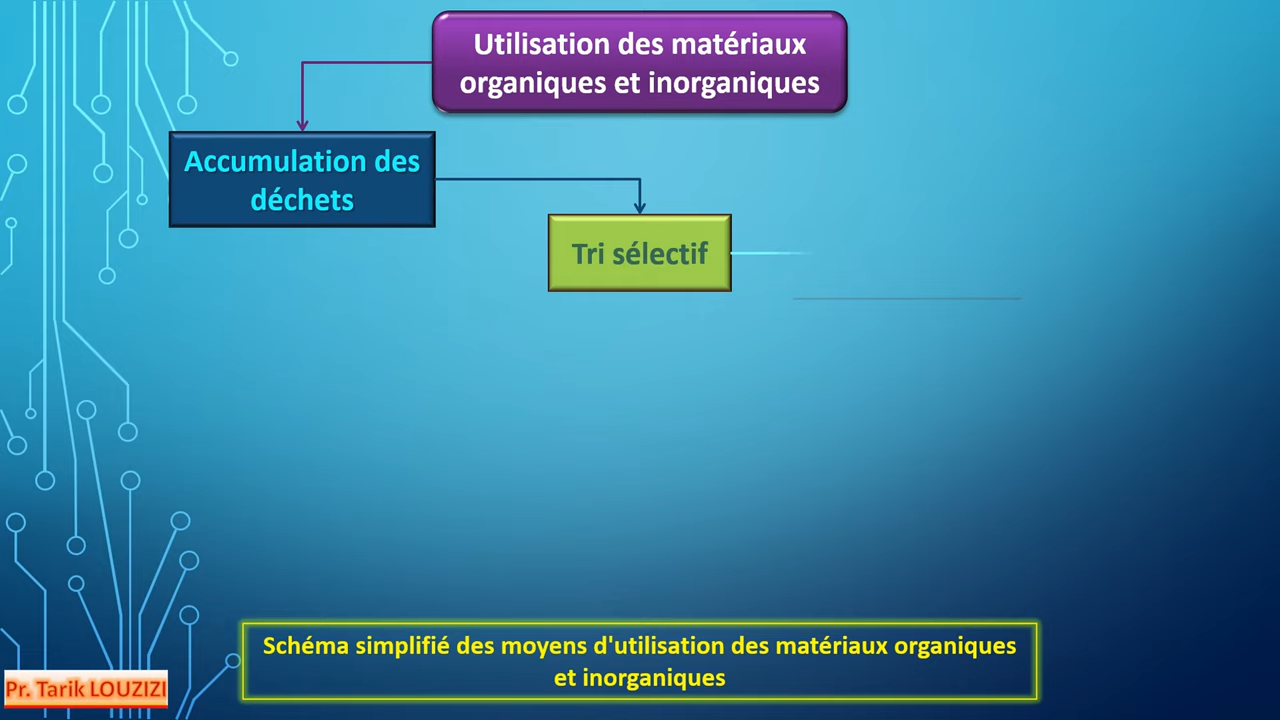 Utilisation des matériaux
organiques et inorganiques
Accumulation des
déchets
Tri sélectif
Schéma simplifié des moyens d'utilisation des matériaux organiques
et inorganiques
Pr. Tarik LOUZIZI